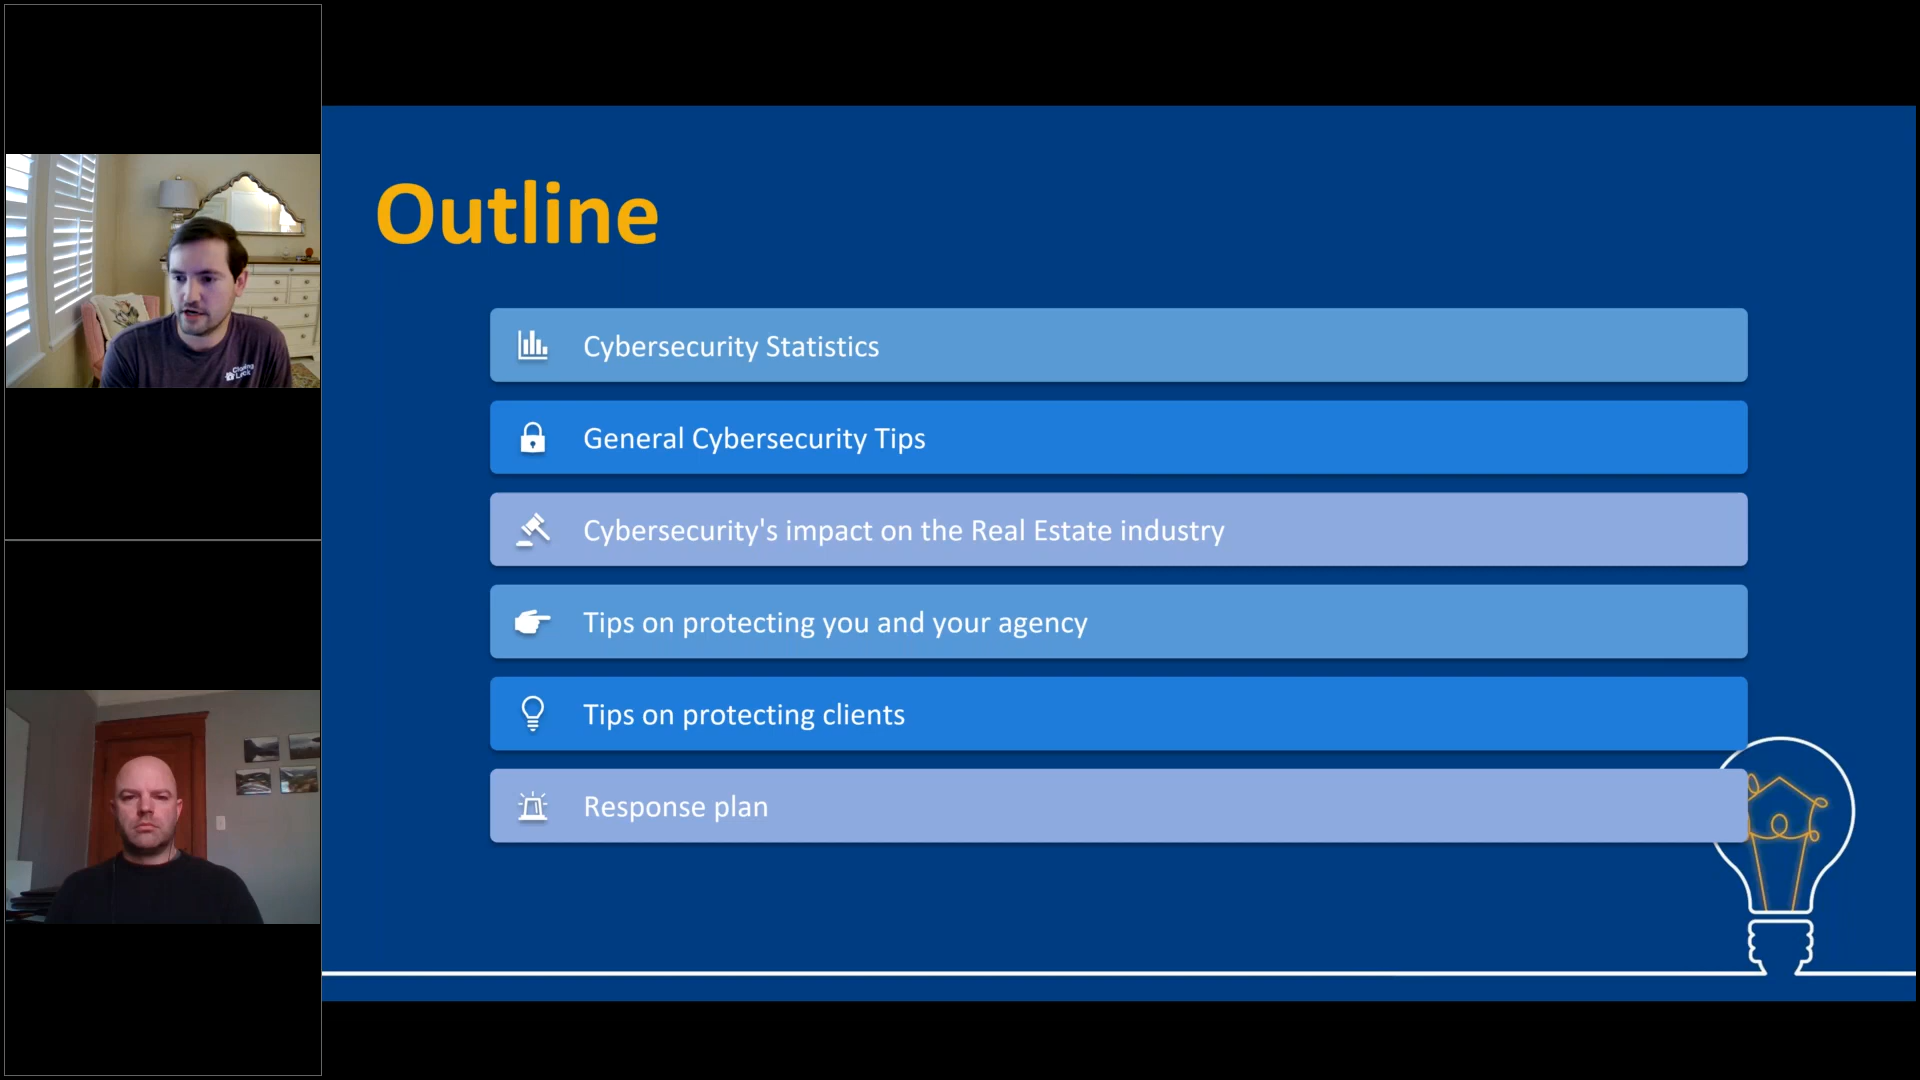 Outline
Cybersecurity Statistics
General Cybersecurity Tips
Cybersecurity's impact on the Real Estate industry
Tips on protecting you and your agency
Tips on protecting clients
Response plan